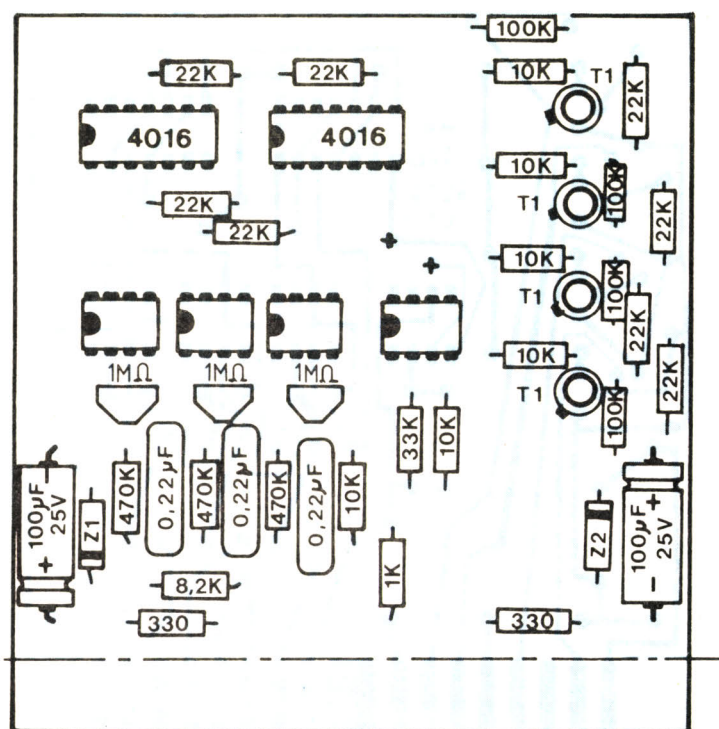 100K
22K
22K
10K
T1
22K
4016
4016
10K
100K
T1
22K
22K
22K
10K
100K
T1
22K
10K
T1
100K
22K
1MΩ
1MΩ
1MΩ
33K
10K
100µF
25V
+
Z1
470K
0,22µF
470K
0,22µF
470K
0,22µF
10K
1K
Z2
100µF
25V
+
-
8,2K
330
330